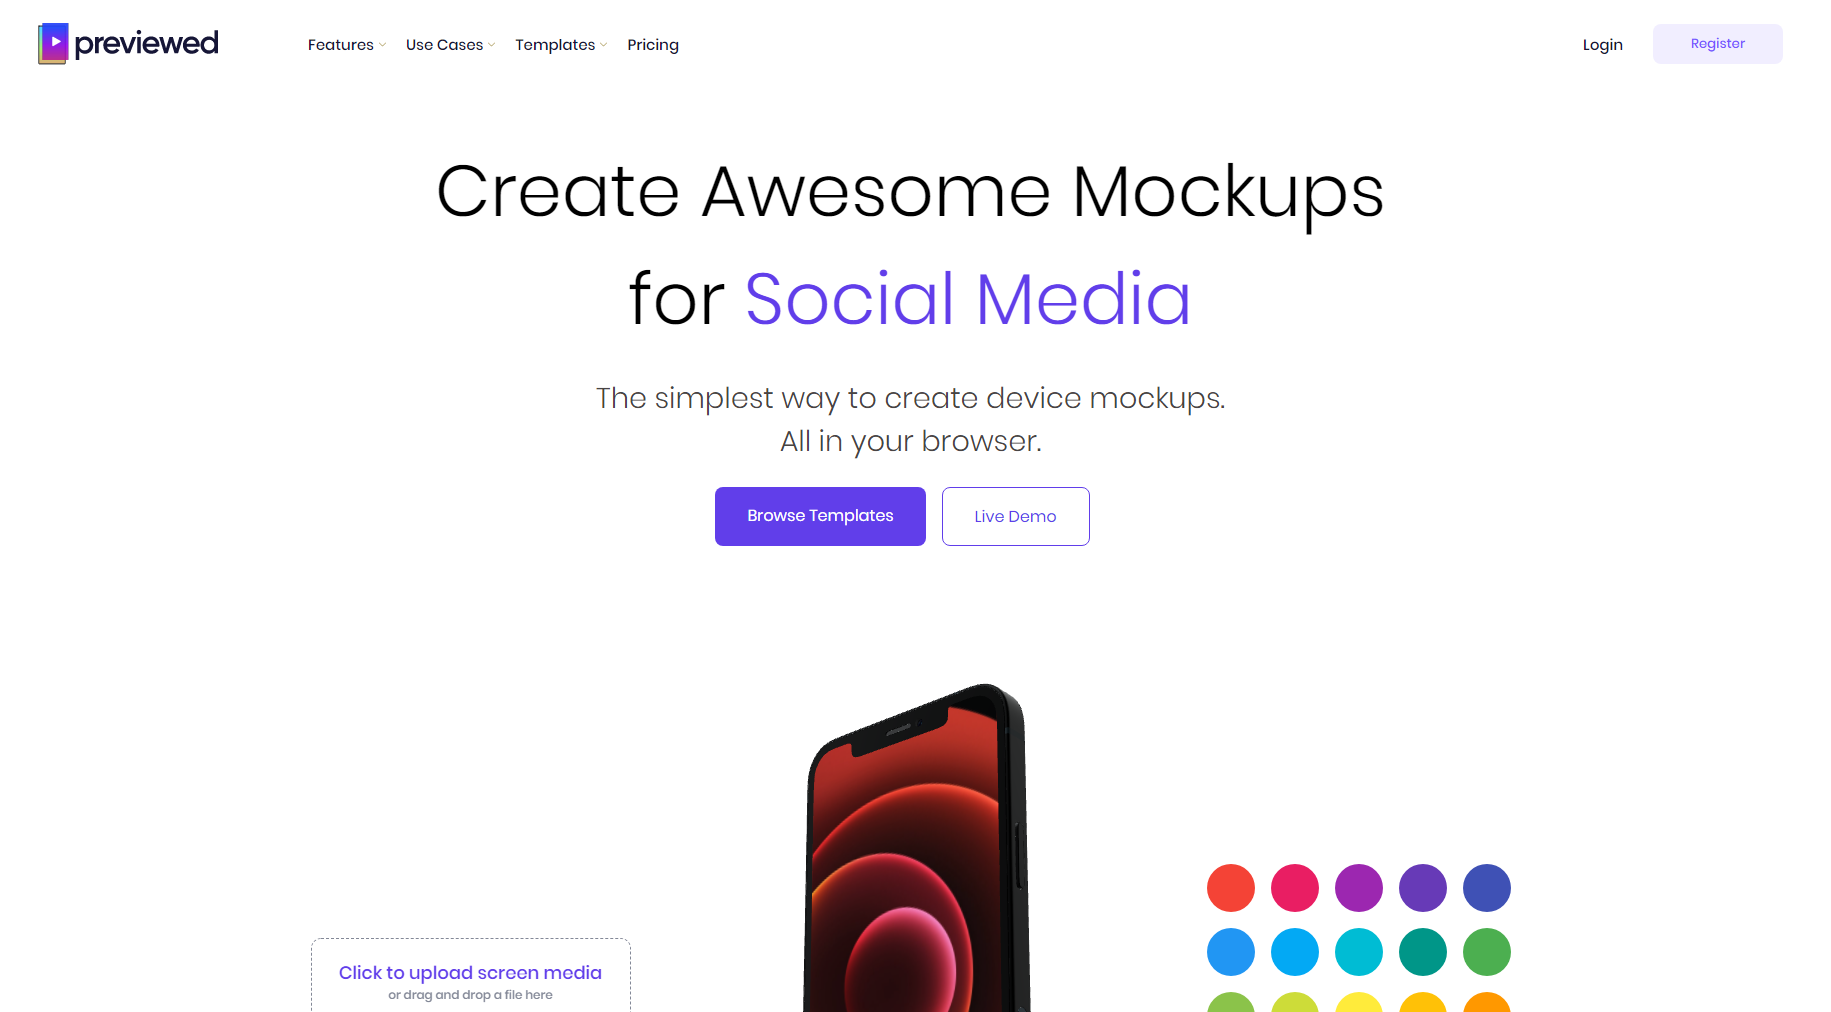 previewed
Features
Use Cases
Templates
Pricing
Login
Register
Create Awesome Mockups
for Social Media
The simplest way to create device mockups.
All in your browser.
Browse Templates
Live Demo
Click to upload screen media
or drag and drop a file here